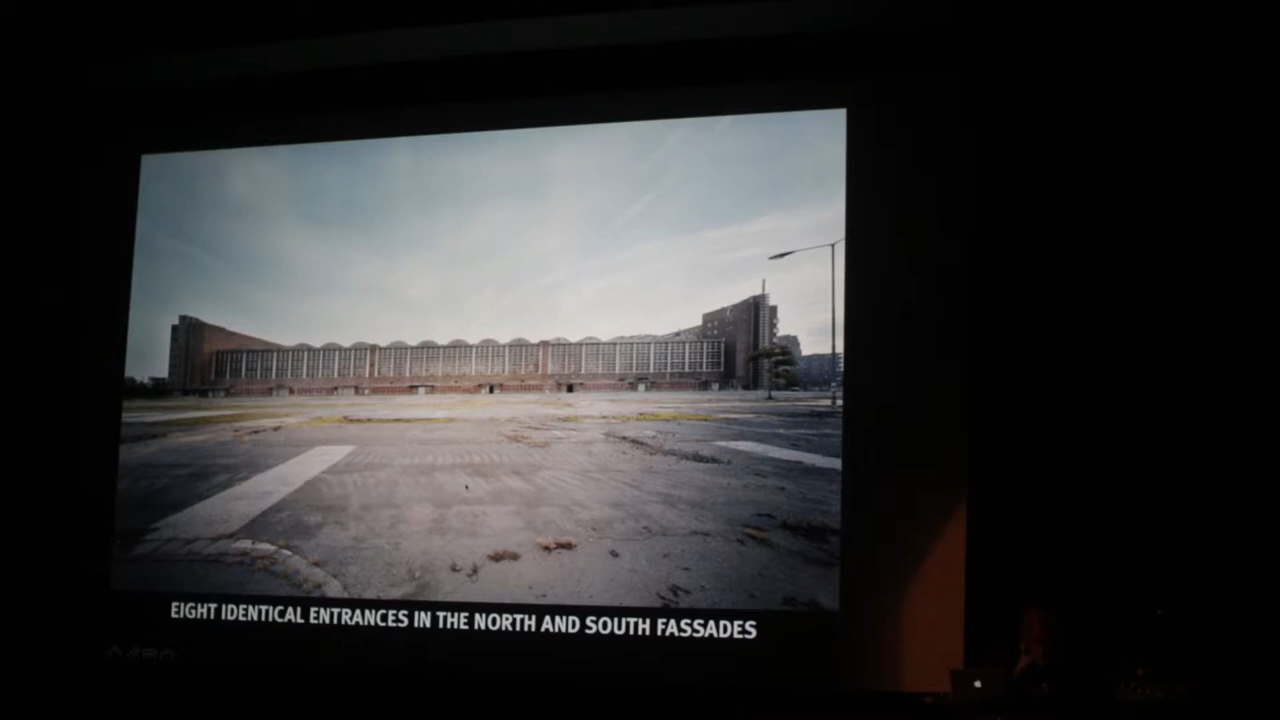 EIGHT IDENTICAL ENTRANCES IN THE NORTH AND SOUTH FASSADES